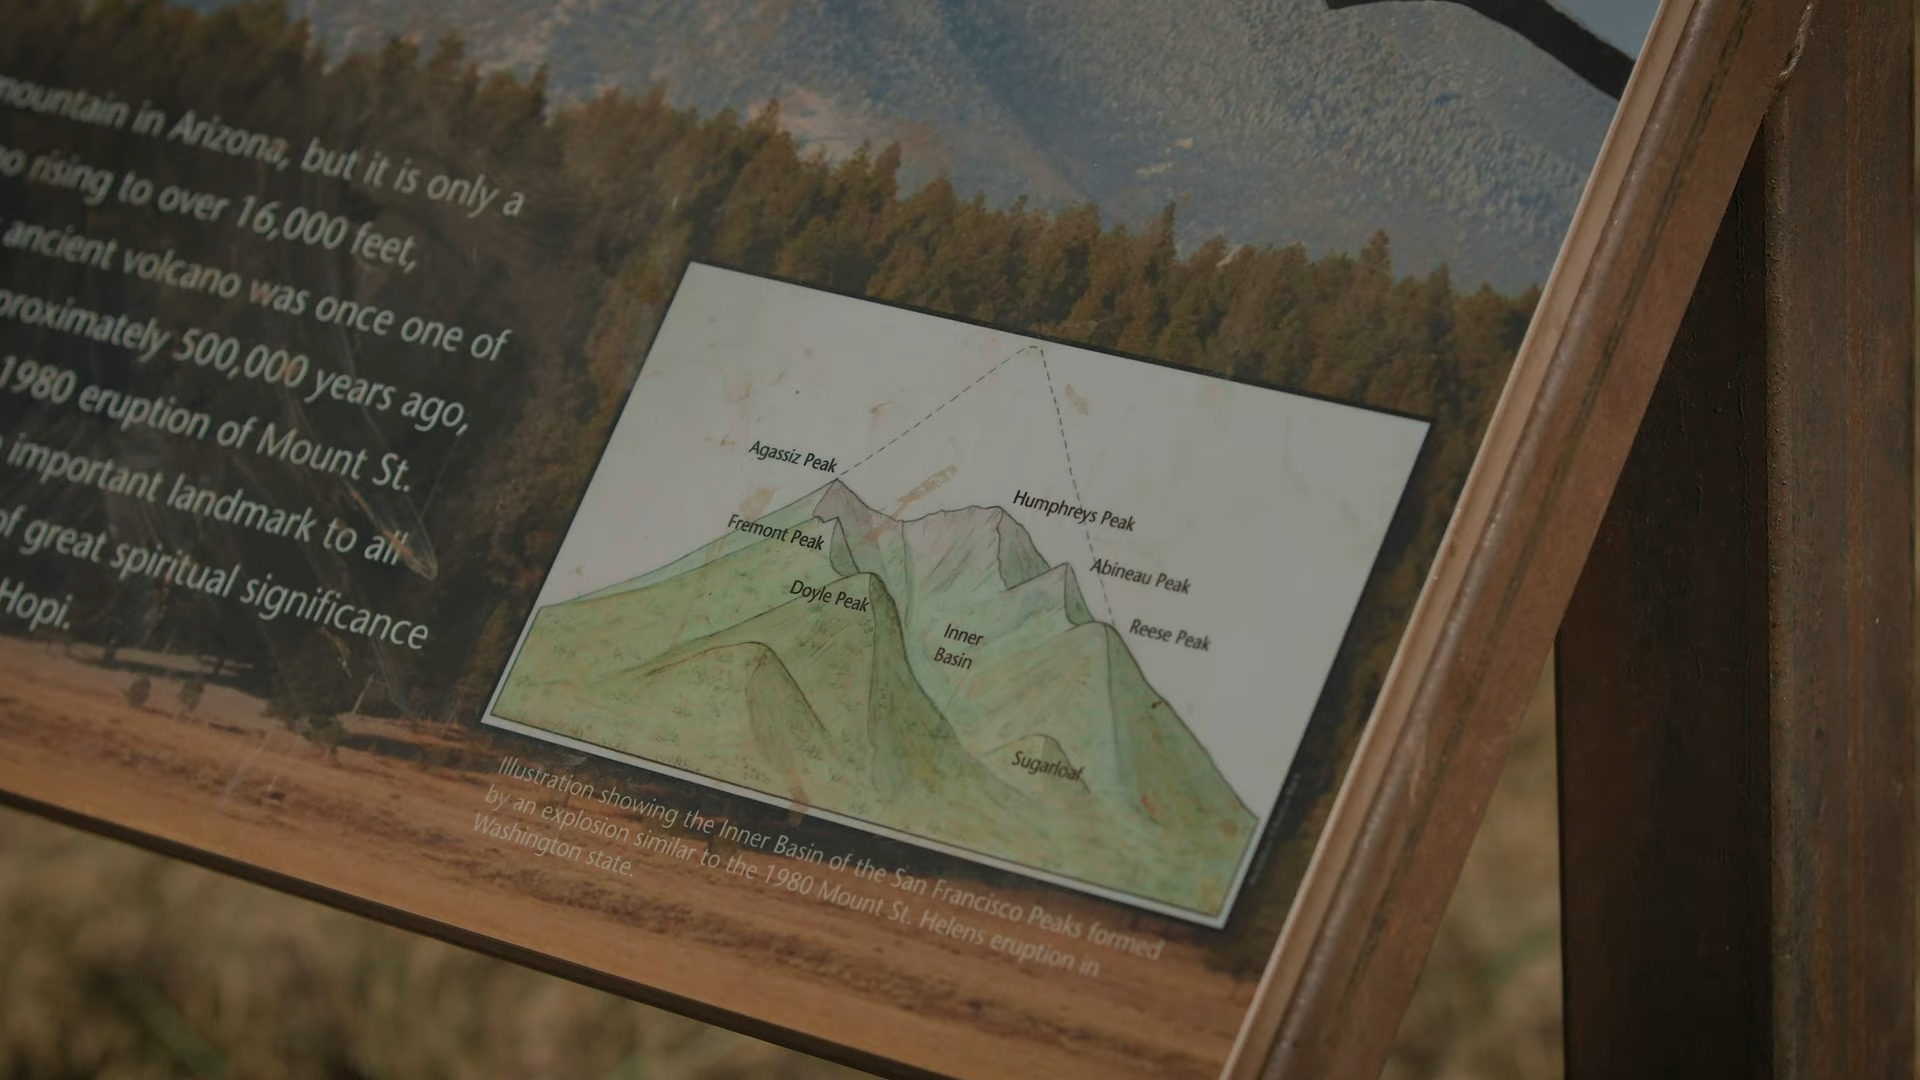 mountain in Arizona, but it is only a
rising to over 16,000 feet,
ancient volcano was once one of
500,000 years ago,
1980 eruption of Mount St.
important landmark to all
of great spiritual significance
Hopi.
Agassiz Peak
Humphreys Peak
Fremont Peak
Abineau Peak
Doyle Peak
Reese Peak
Inner
Basin
Sugarloaf
Illustration showing the Inner Basin of the San Francisco Peaks formed
by an explosion similar to the 1980 Mount St. Helens eruption in
Washington state.